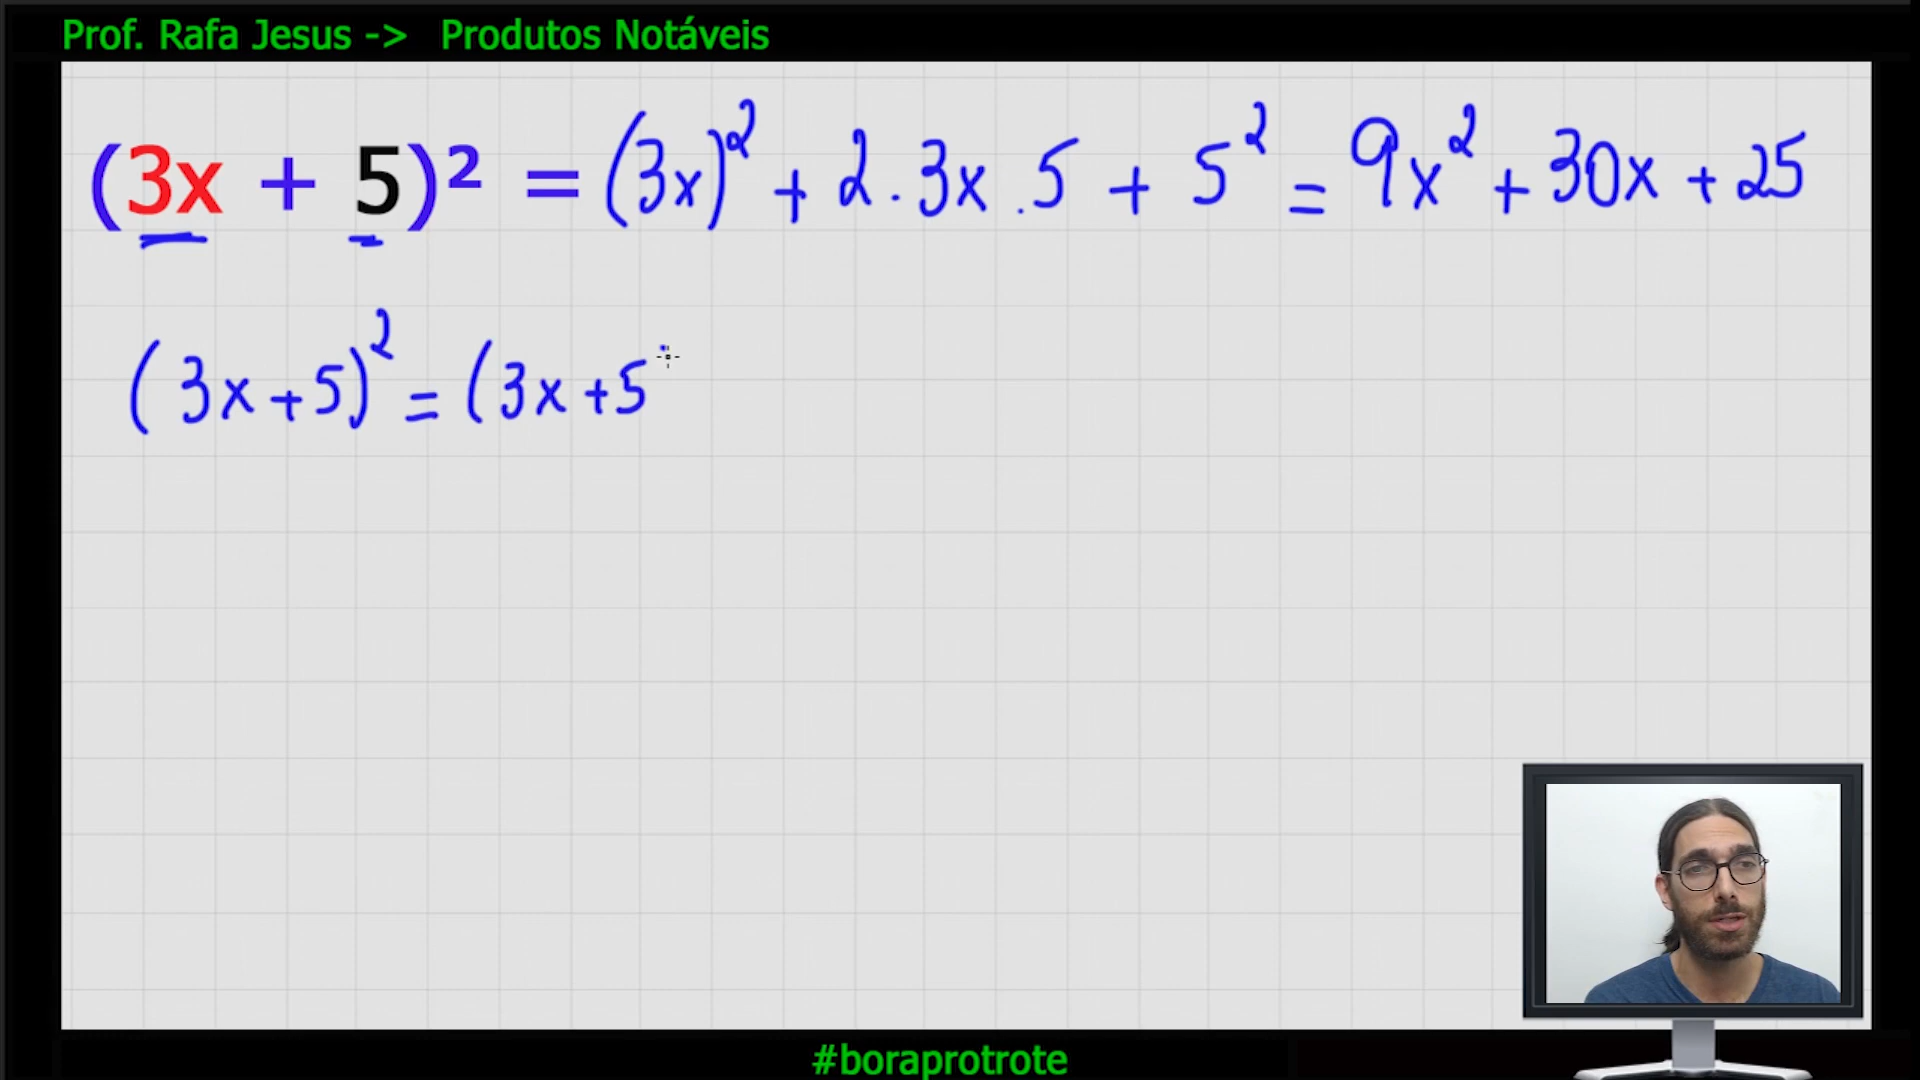 Prof. Rafa Jesus -> Produtos Notáveis
(3x + 5)² = (3x)² + 2 . 3x . 5 + 5² = 9x² + 30x + 25
(3x + 5)² = (3x + 5
#boraprotrote